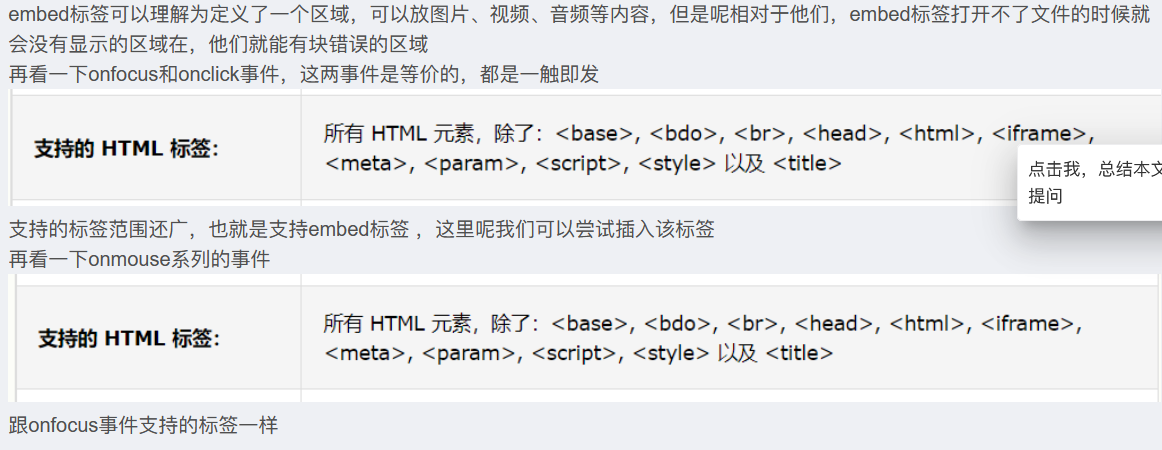 embed标签可以理解为定义了一个区域，可以放图片、视频、音频等内容，但是呢相对于他们，embed标签打开不了文件的时候就
会没有显示的区域在，他们就能有块错误的区域
再看一下onfocus和onclick事件，这两事件是等价的，都是一触即发
支持的 HTML 标签：
所有 HTML 元素，除了：<base>, <bdo>, <br>, <head>, <html>, <iframe>,
<meta>, <param>, <script>, <style> 以及 <title>
点击我，总结本文
提问
支持的标签范围还广，也就是支持embed标签 ，这里呢我们可以尝试插入该标签
再看一下onmouse系列的事件
支持的 HTML 标签：
所有 HTML 元素，除了：<base>, <bdo>, <br>, <head>, <html>, <iframe>,
<meta>, <param>, <script>, <style> 以及 <title>
跟onfocus事件支持的标签一样